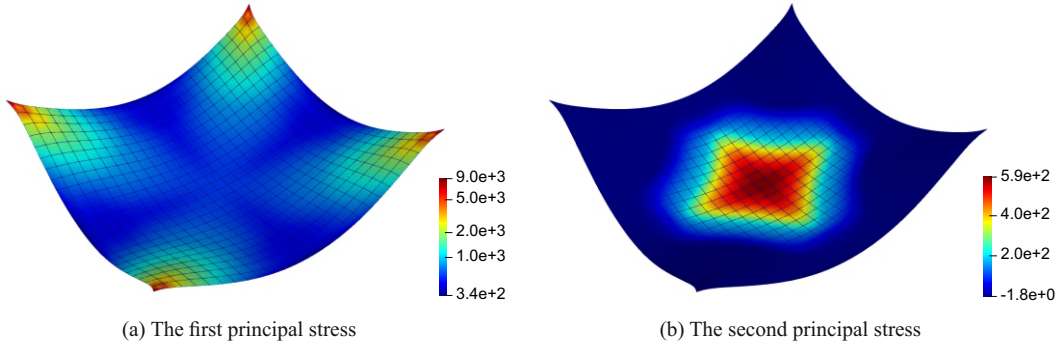 9.0e+3
5.0e+3
2.0e+3
1.0e+3
3.4e+2
5.9e+2
4.0e+2
2.0e+2
-1.8e+0
(a) The first principal stress
(b) The second principal stress